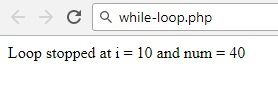 while-loop.php
Loop stopped at i = 10 and num = 40